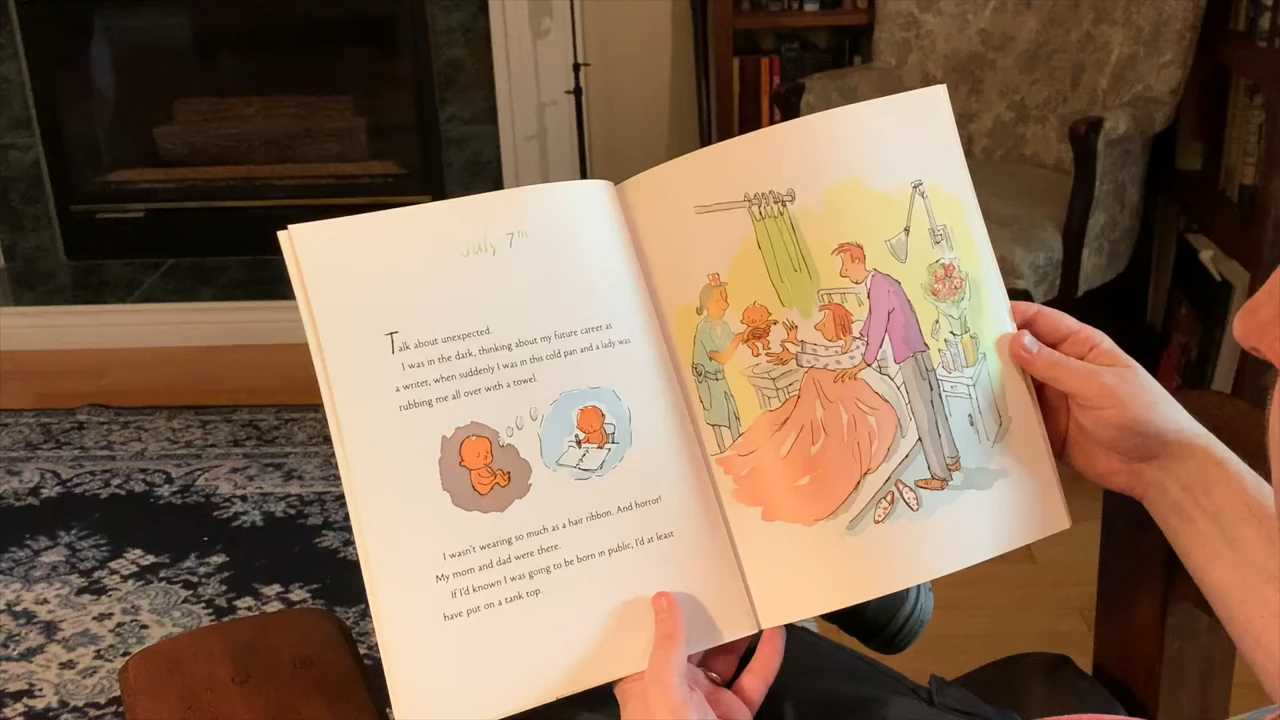 July 7th
Talk about unexpected.
I was in the dark, thinking about my future career as
a writer, when suddenly I was in this cold pan and a lady was
rubbing me all over with a towel.
I wasn't wearing so much as a hair ribbon. And horror!
My mom and dad were there.
If I'd known I was going to be born in public, I'd at least
have put on a tank top.